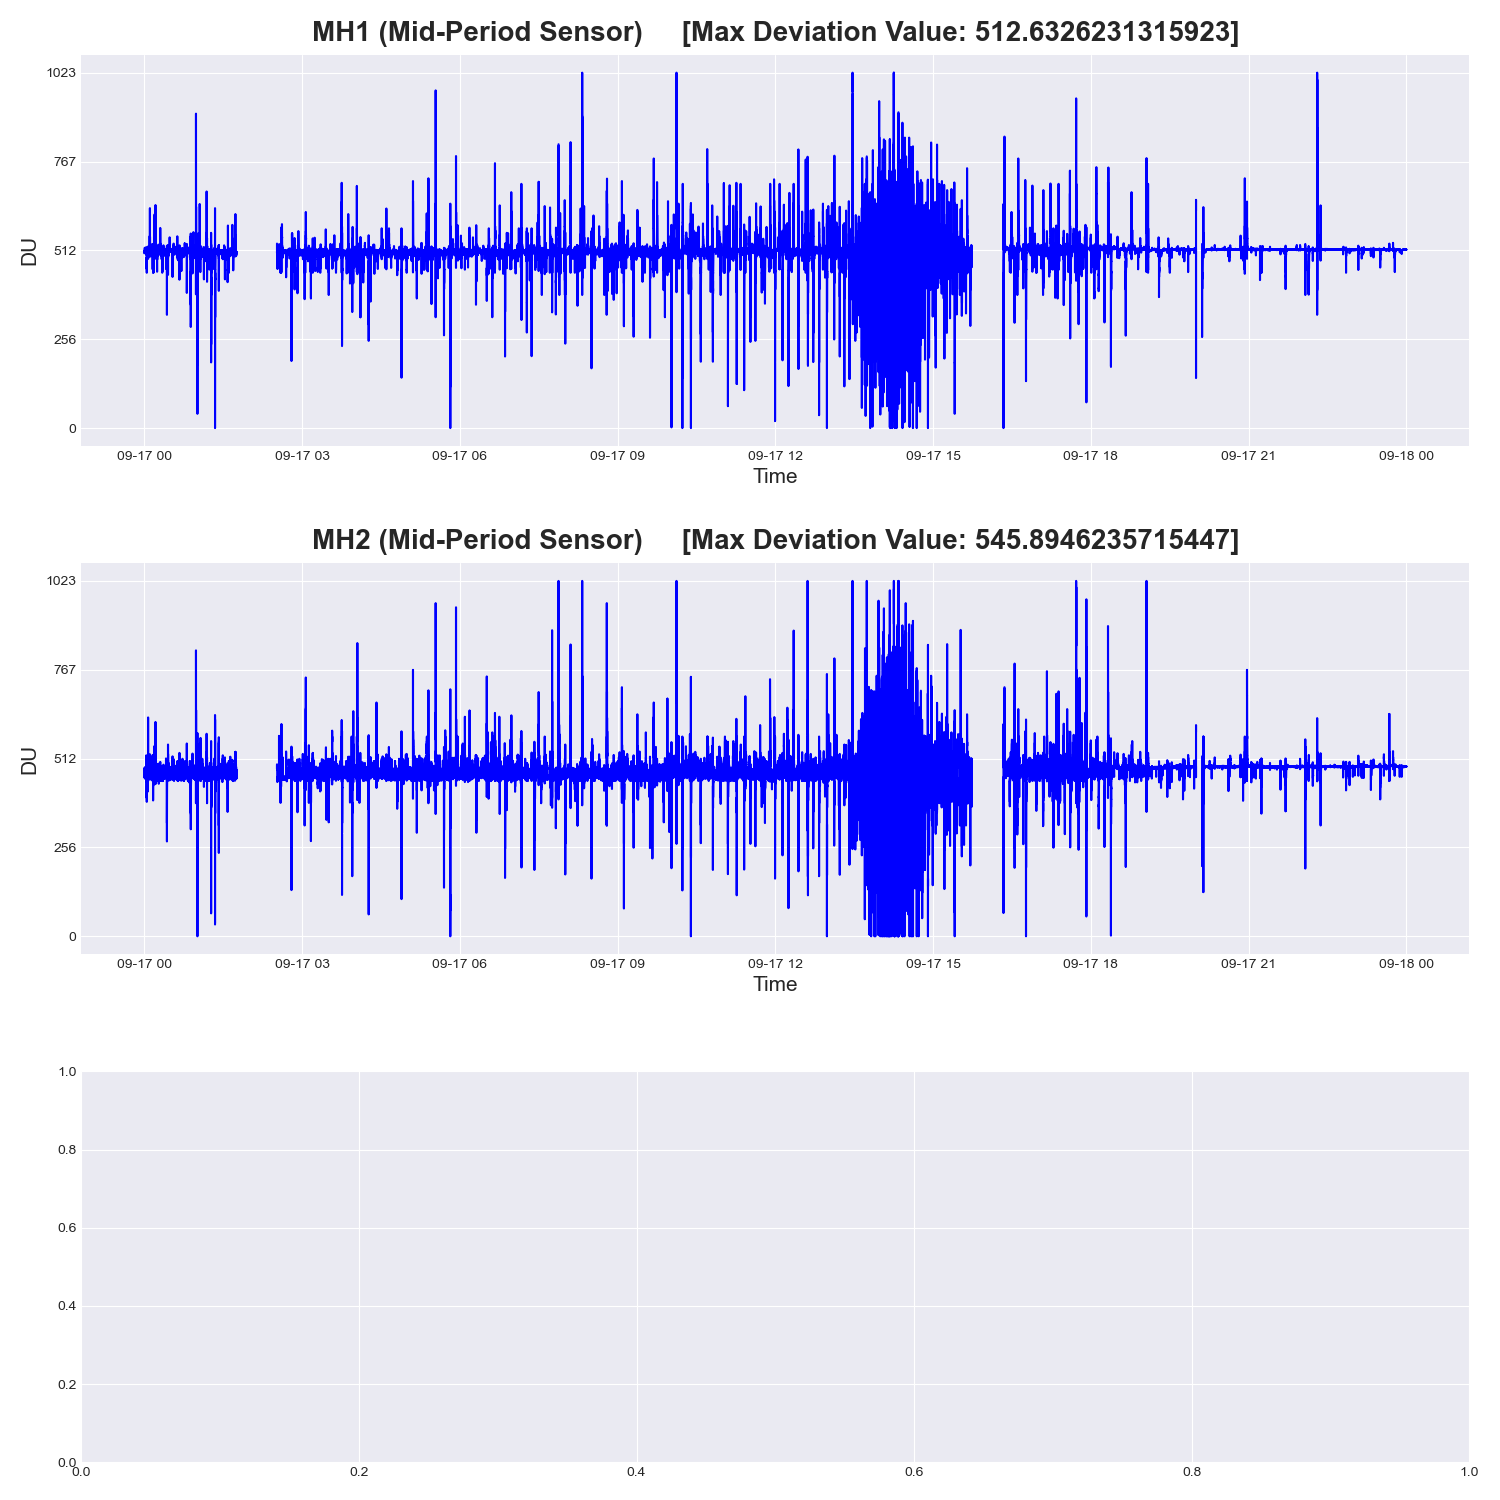 MH1 (Mid-Period Sensor) [Max Deviation Value: 512.6326231315923]
1023
767
512
256
0
DU
09-17 00 09-17 03 09-17 06 09-17 09 09-17 12 09-17 15 09-17 18 09-17 21 09-18 00
Time
MH2 (Mid-Period Sensor) [Max Deviation Value: 545.8946235715447]
1023
767
512
256
0
DU
09-17 00 09-17 03 09-17 06 09-17 09 09-17 12 09-17 15 09-17 18 09-17 21 09-18 00
Time
1.0
0.8
0.6
0.4
0.2
0.0
0.0 0.2 0.4 0.6 0.8 1.0